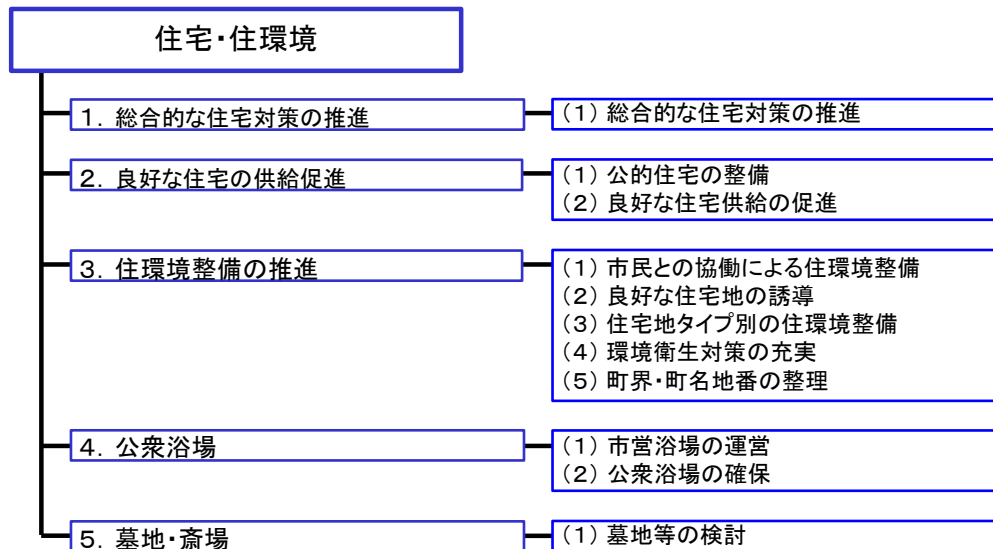 住宅・住環境
1．総合的な住宅対策の推進
（1）総合的な住宅対策の推進
2．良好な住宅の供給促進
（1）公的住宅の整備
（2）良好な住宅供給の促進
3．住環境整備の推進
（1）市民との協働による住環境整備
（2）良好な住宅地の誘導
（3）住宅地タイプ別の住環境整備
（4）環境衛生対策の充実
（5）町界・町名地番の整理
4．公衆浴場
（1）市営浴場の運営
（2）公衆浴場の確保
5．墓地・斎場
（1）墓地等の検討